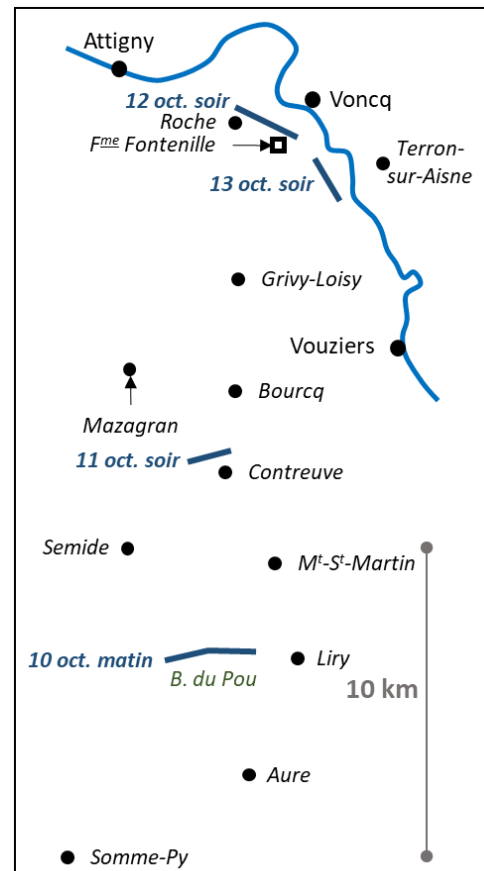 Attigny
12 oct. soir
Voncq
Roche
Fme Fontenille
Terron-
sur-Aisne
13 oct. soir
Grivy-Loisy
Vouziers
Bourcq
Mazagran
11 oct. soir
Contreuve
Semide
Mt-St-Martin
10 oct. matin
Liry
B. du Pou
10 km
Aure
Somme-Py